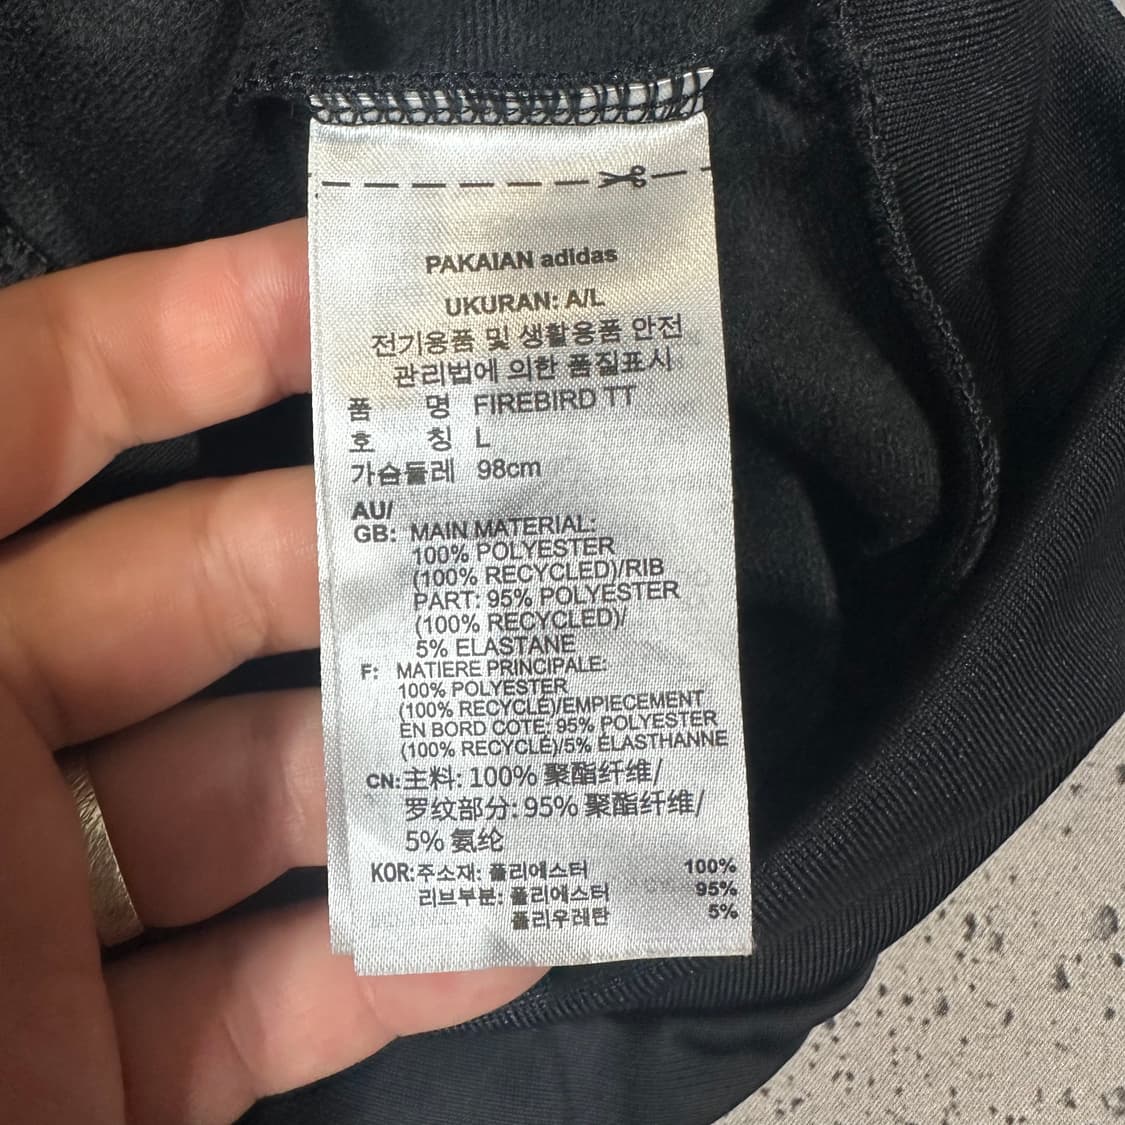 PAKAIAN adidas
UKURAN: A/L
전기용품 및 생활용품 안전
관리법에 의한 품질표시
품 명 FIREBIRD TT
호 칭 L
가슴둘레 98cm
AU/
GB: MAIN MATERIAL:
100% POLYESTER
(100% RECYCLED)/RIB
PART: 95% POLYESTER
(100% RECYCLED)/
5% ELASTANE
F: MATIERE PRINCIPALE:
100% POLYESTER
(100% RECYCLÉ)/EMPIECEMENT
EN BORD COTE: 95% POLYESTER
(100% RECYCLÉ)/5% ÉLASTHANNE
CN: 主料: 100% 聚酯纤维/
罗纹部分: 95% 聚酯纤维/
5% 氨纶
KOR: 주소재: 폴리에스터 100%
리브부분: 폴리에스터 95%
폴리우레탄 5%